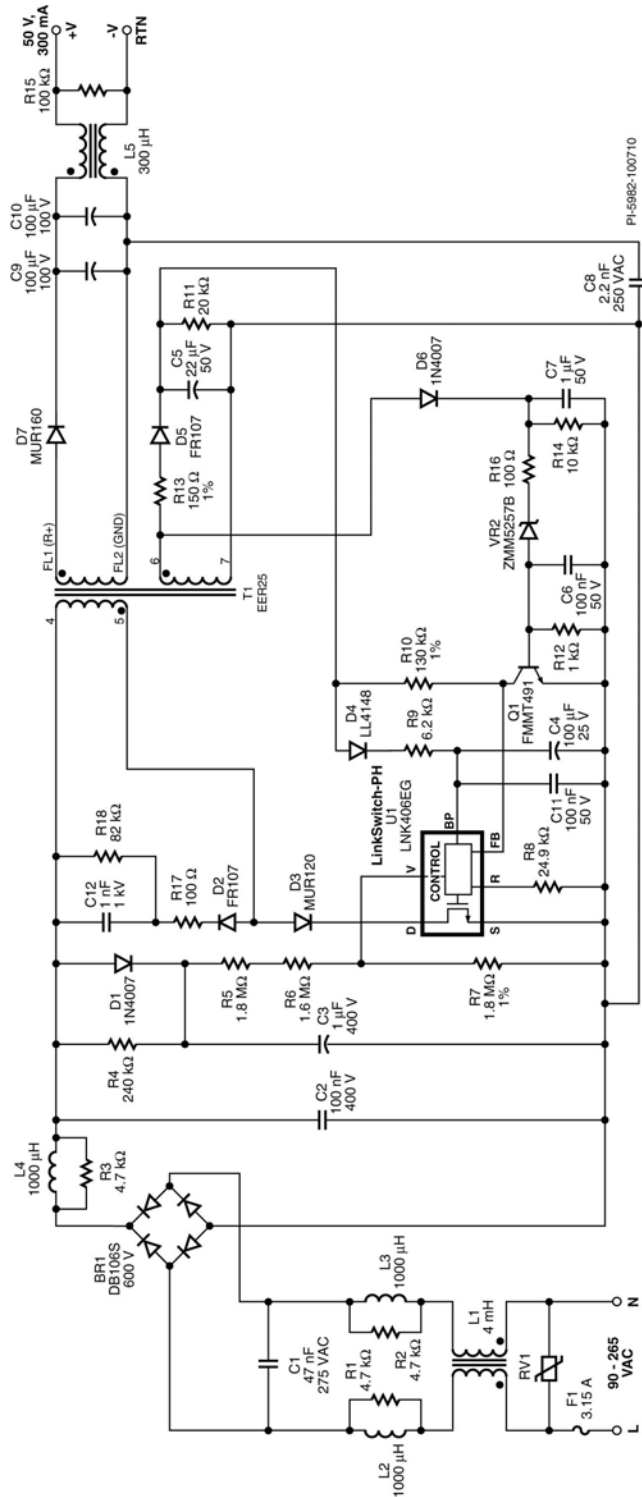 L4
1000 µH
R3
4.7 kΩ
BR1
DB106S
600 V
C1
47 nF
275 VAC
R1
4.7 kΩ
R2
4.7 kΩ
L2
1000 µH
L3
1000 µH
L1
4 mH
RV1
F1
3.15 A
90 - 265
VAC
L
N
C2
100 nF
400 V
R4
240 kΩ
D1
1N4007
C3
1 µF
400 V
R5
1.8 MΩ
R6
1.6 MΩ
R7
1.8 MΩ
1%
C12
1 nF
1 kV
R18
82 kΩ
R17
100 Ω
D2
FR107
D3
MUR120
D
S
V
CONTROL
BP
FB
R
LinkSwitch-PH
U1
LNK406EG
R8
24.9 kΩ
C11
100 nF
50 V
C4
100 µF
25 V
D4
LL4148
R9
6.2 kΩ
R10
130 kΩ
1%
Q1
FMMT491
R12
1 kΩ
C6
100 nF
50 V
VR2
ZMM5257B
R16
100 Ω
R14
10 kΩ
C7
1 µF
50 V
D6
1N4007
4
5
FL1 (R+)
FL2 (GND)
6
7
T1
EER25
R13
150 Ω
1%
D5
FR107
C5
22 µF
50 V
R11
20 kΩ
D7
MUR160
C9
100 µF
100 V
C10
100 µF
100 V
L5
300 µH
R15
100 kΩ
50 V,
300 mA
+V
-V
RTN
C8
2.2 nF
250 VAC
PI-5982-100710